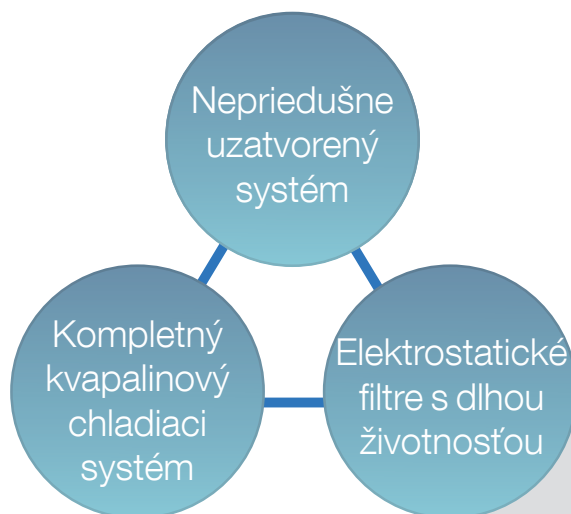 Nepriedušne
uzatvorený
systém
Kompletný
kvapalinový
chladiaci
systém
Elektrostatické
filtre s dlhou
životnosťou